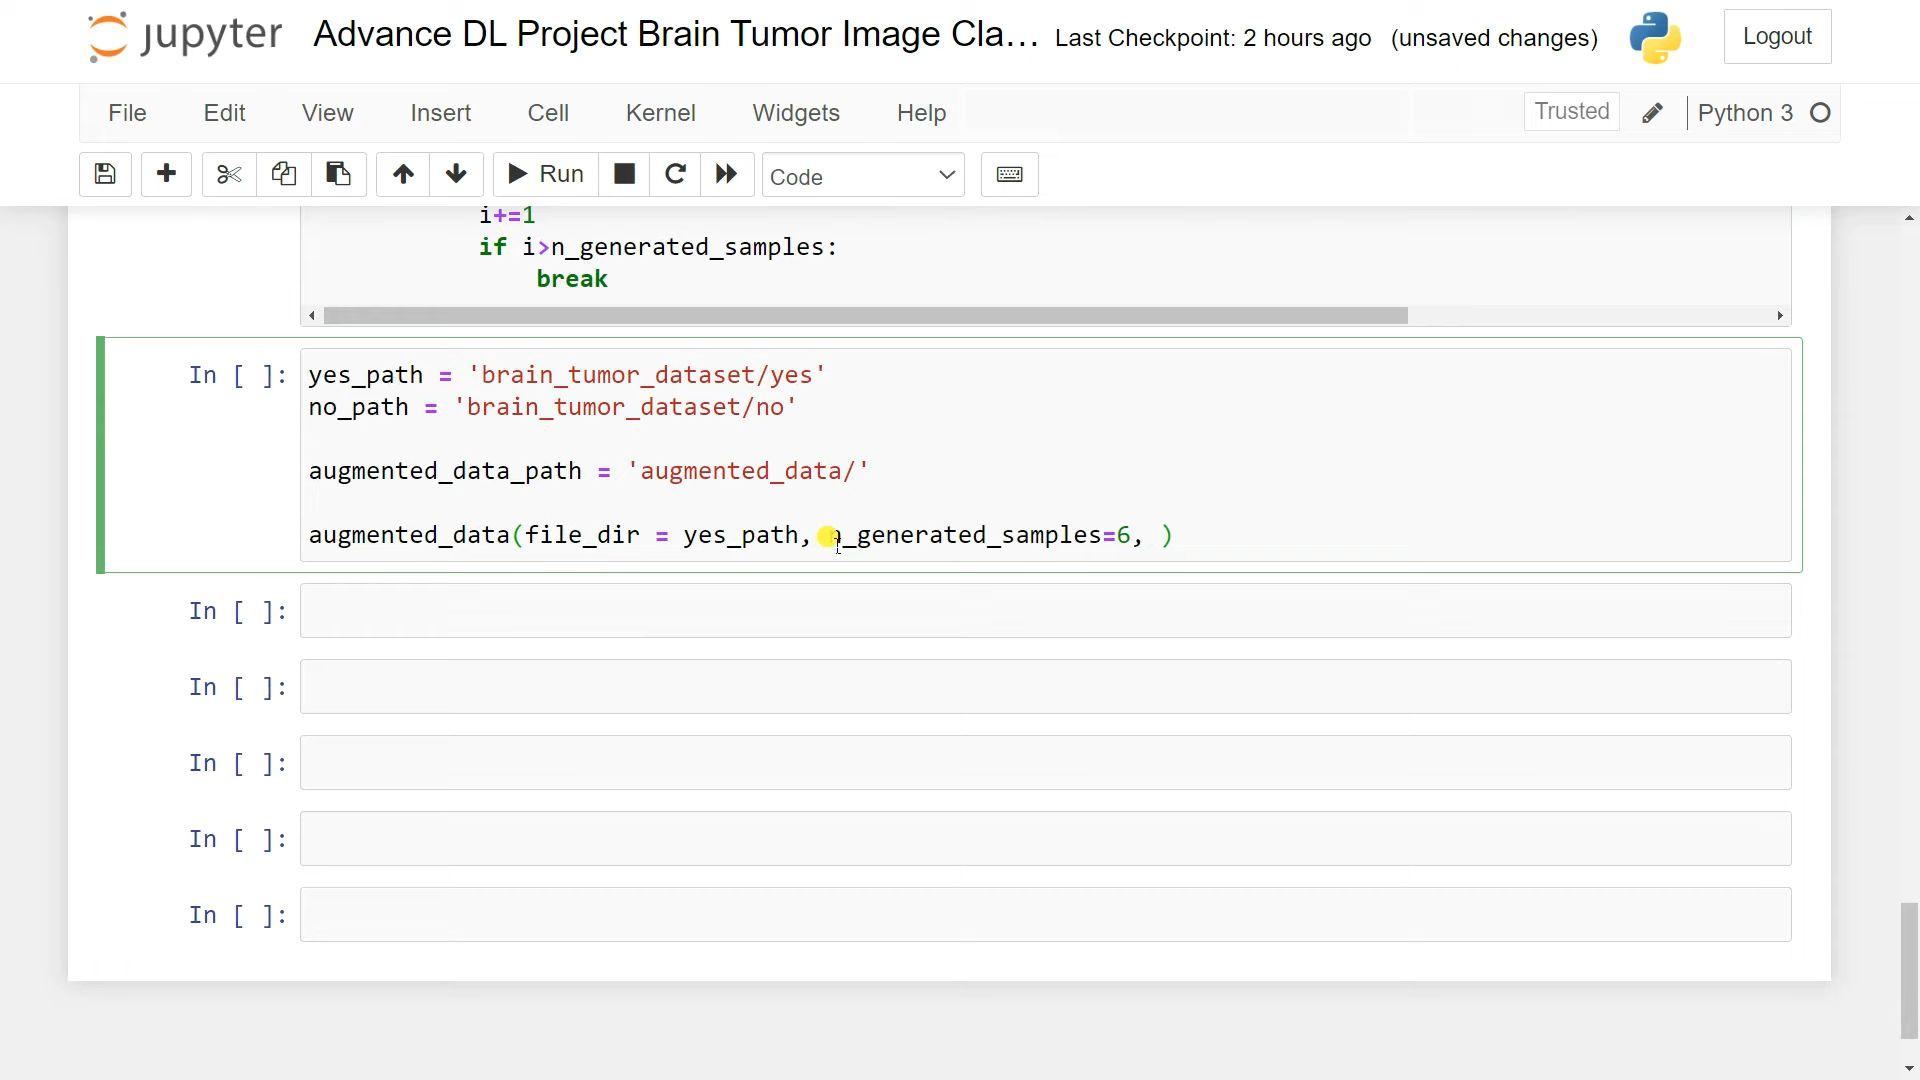 jupyter Advance DL Project Brain Tumor Image Cla... Last Checkpoint: 2 hours ago (unsaved changes) Logout
File Edit View Insert Cell Kernel Widgets Help Trusted Python 3
Run Code
i+=1
if i>n_generated_samples:
break
In [ ]: yes_path = 'brain_tumor_dataset/yes'
no_path = 'brain_tumor_dataset/no'
augmented_data_path = 'augmented_data/'
augmented_data(file_dir = yes_path, n_generated_samples=6, )
In [ ]:
In [ ]:
In [ ]:
In [ ]:
In [ ]: